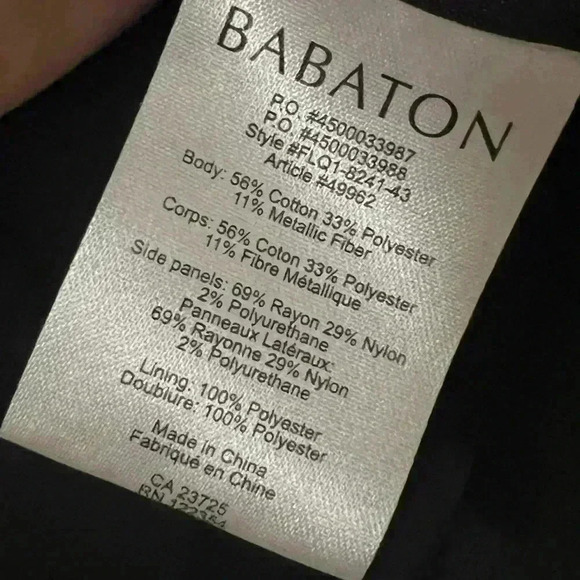 BABATON
P.O. #4500033987
P.O. #4500033988
Style #FLQ1-8241-43
Article #49962
Body: 56% Cotton 33% Polyester
11% Metallic Fiber
Corps: 56% Coton 33% Polyester
11% Fibre Métallique
Side panels: 69% Rayon 29% Nylon
2% Polyurethane
Panneaux Latéraux:
69% Rayonne 29% Nylon
2% Polyurethane
Lining: 100% Polyester
Doublure: 100% Polyester
Made in China
Fabriqué en Chine
CA 23725
RN 122354